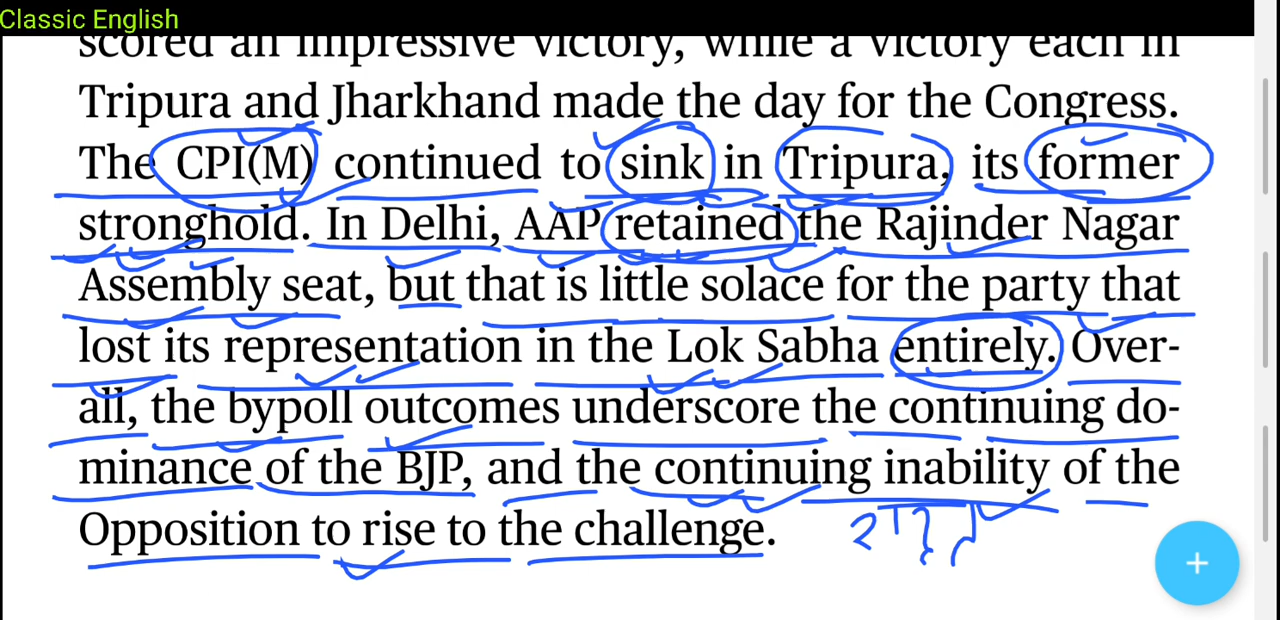 Classic English
scored an impressive victory, while a victory each in
Tripura and Jharkhand made the day for the Congress.
The CPI(M) continued to sink in Tripura, its former
stronghold. In Delhi, AAP retained the Rajinder Nagar
Assembly seat, but that is little solace for the party that
lost its representation in the Lok Sabha entirely. Over-
all, the bypoll outcomes underscore the continuing do-
minance of the BJP, and the continuing inability of the
Opposition to rise to the challenge.